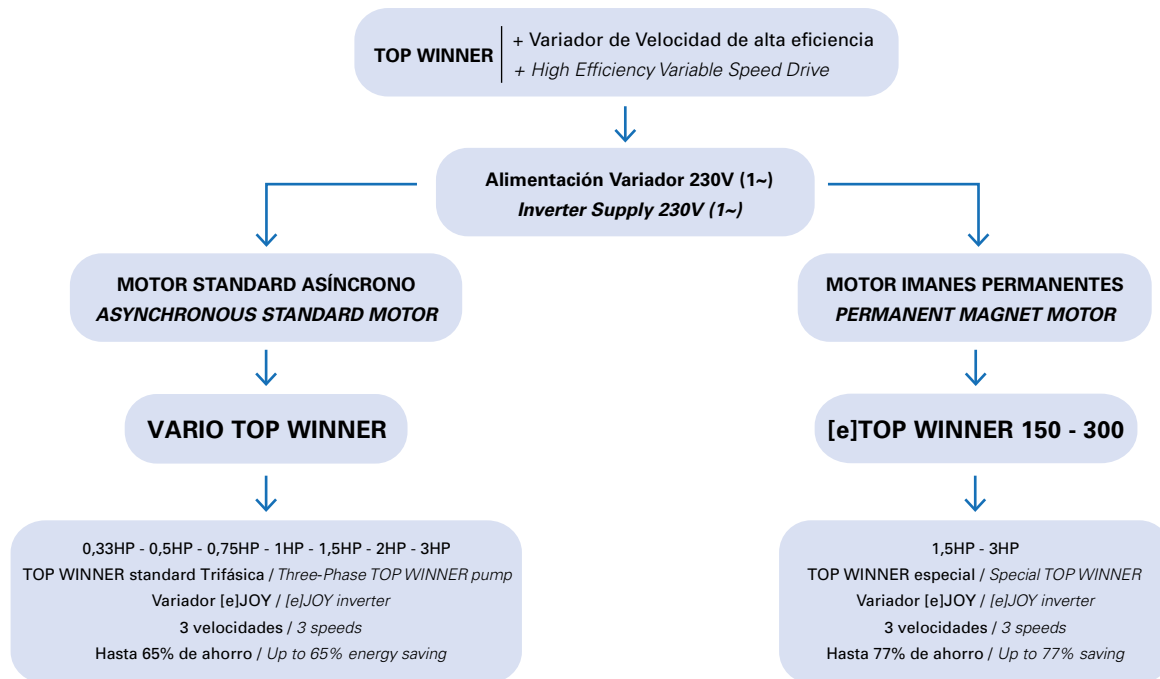 TOP WINNER
+ Variador de Velocidad de alta eficiencia
+ High Efficiency Variable Speed Drive
Alimentación Variador 230V (1~)
Inverter Supply 230V (1~)
MOTOR STANDARD ASÍNCRONO
ASYNCHRONOUS STANDARD MOTOR
MOTOR IMANES PERMANENTES
PERMANENT MAGNET MOTOR
VARIO TOP WINNER
[e]TOP WINNER 150 - 300
0,33HP - 0,5HP - 0,75HP - 1HP - 1,5HP - 2HP - 3HP
TOP WINNER standard Trifásica / Three-Phase TOP WINNER pump
Variador [e]JOY / [e]JOY inverter
3 velocidades / 3 speeds
Hasta 65% de ahorro / Up to 65% energy saving
1,5HP - 3HP
TOP WINNER especial / Special TOP WINNER
Variador [e]JOY / [e]JOY inverter
3 velocidades / 3 speeds
Hasta 77% de ahorro / Up to 77% saving